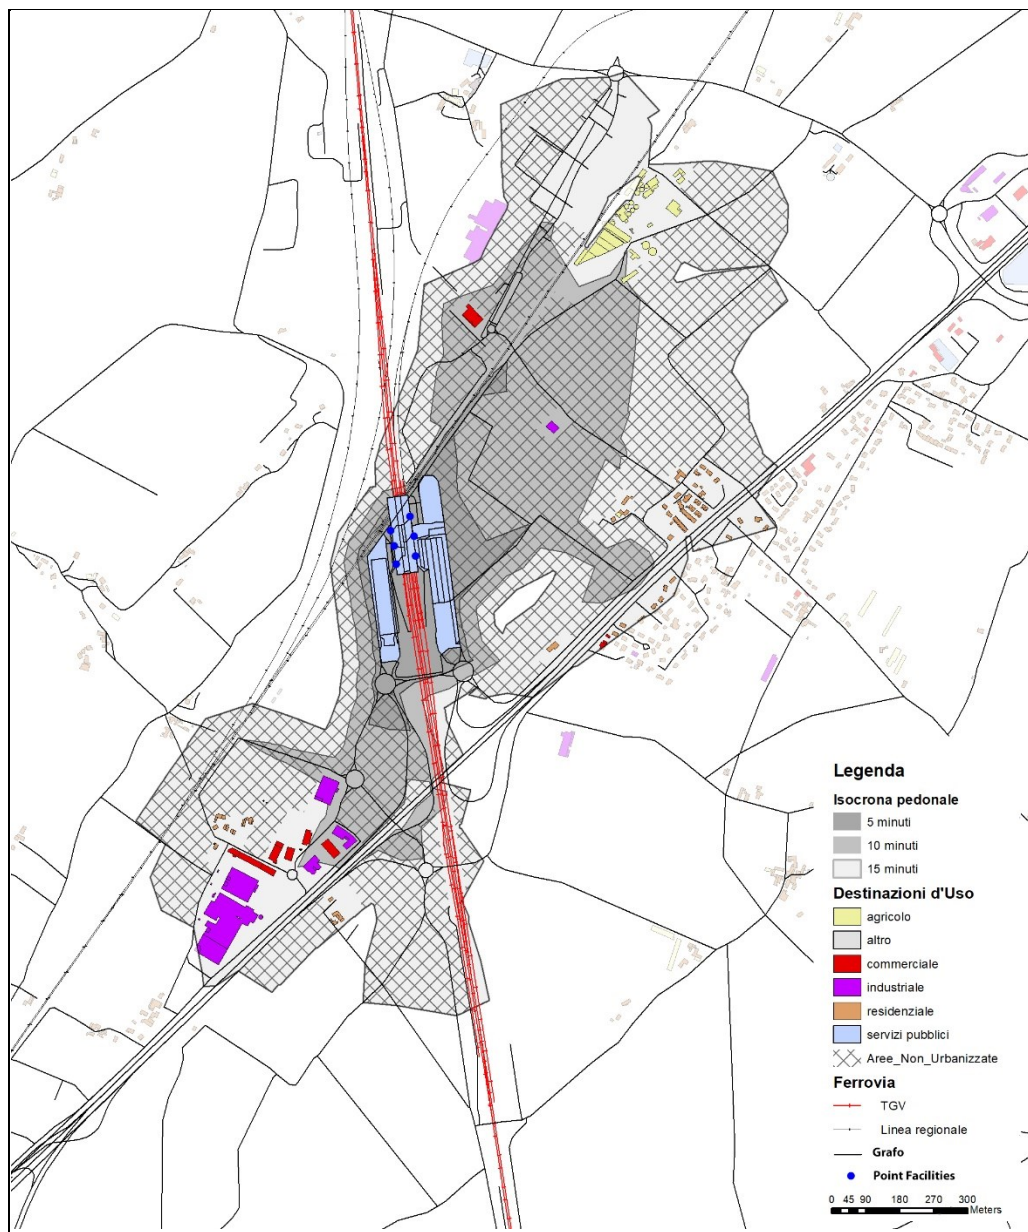 Legenda
Isocrona pedonale
5 minuti
10 minuti
15 minuti
Destinazioni d'Uso
agricolo
altro
commerciale
industriale
residenziale
servizi pubblici
Aree_Non_Urbanizzate
Ferrovia
TGV
Linea regionale
Grafo
Point Facilities
0 45 90 180 270 300
Meters